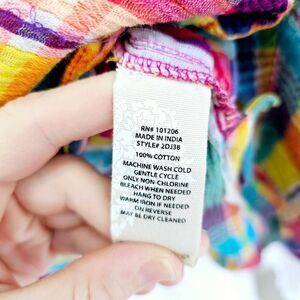 RN# 101206
MADE IN INDIA
STYLE# 2DJ38
100% COTTON
MACHINE WASH COLD
GENTLE CYCLE
ONLY NON-CHLORINE
BLEACH WHEN NEEDED
HANG TO DRY
WARM IRON IF NEEDED
ON REVERSE
MAY BE DRY CLEANED